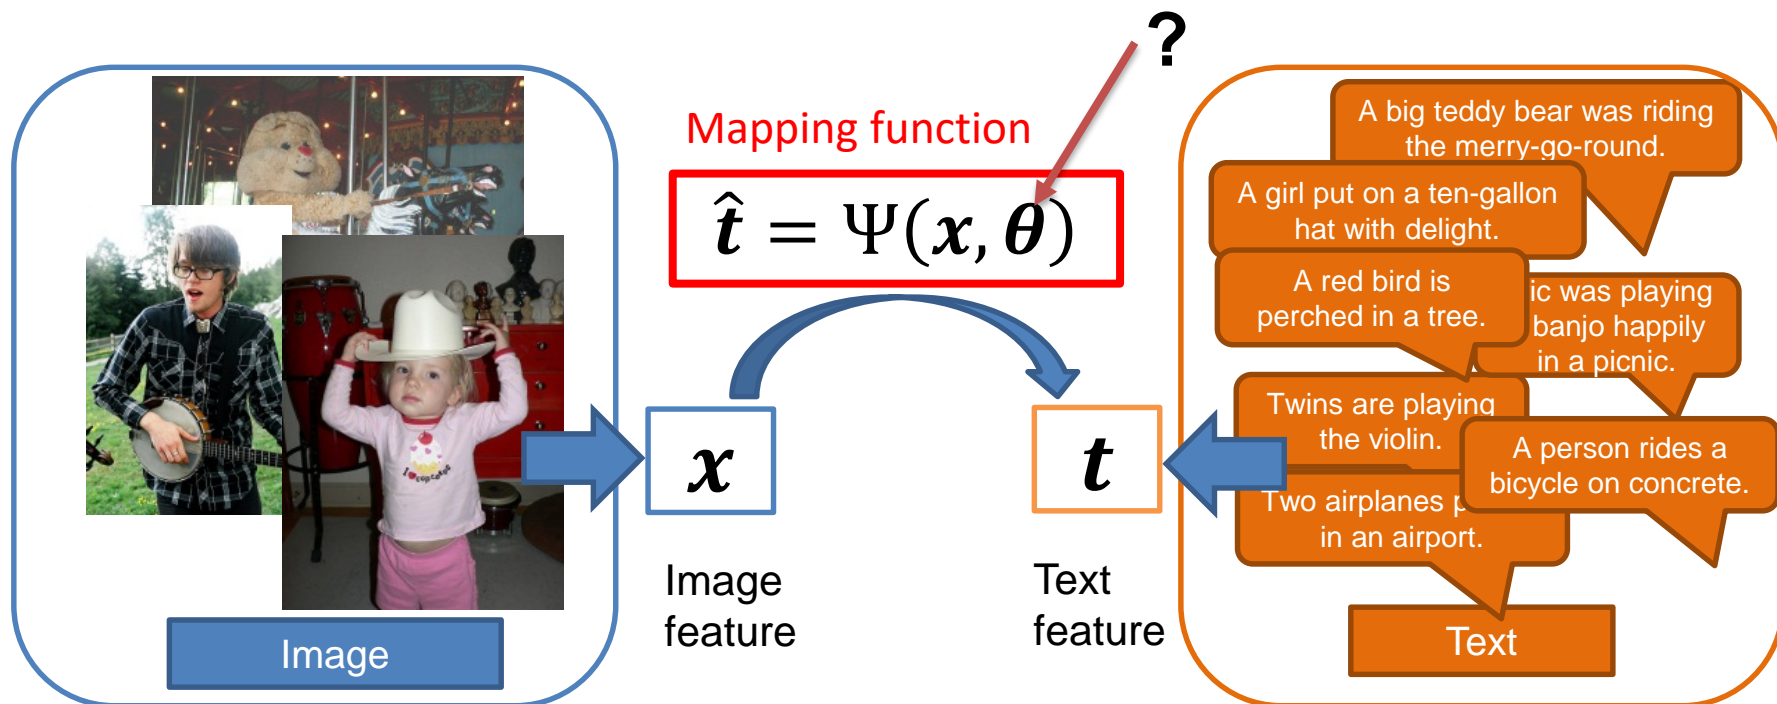 ?
Mapping function
t̂ = Ψ(x, θ)
x
t
Image
feature
Text
feature
Image
A big teddy bear was riding
the merry-go-round.
A girl put on a ten-gallon
hat with delight.
A red bird is
perched in a tree.
ic was playing
banjo happily
in a picnic.
Twins are playing
the violin.
A person rides a
bicycle on concrete.
Two airplanes
in an airport.
Text